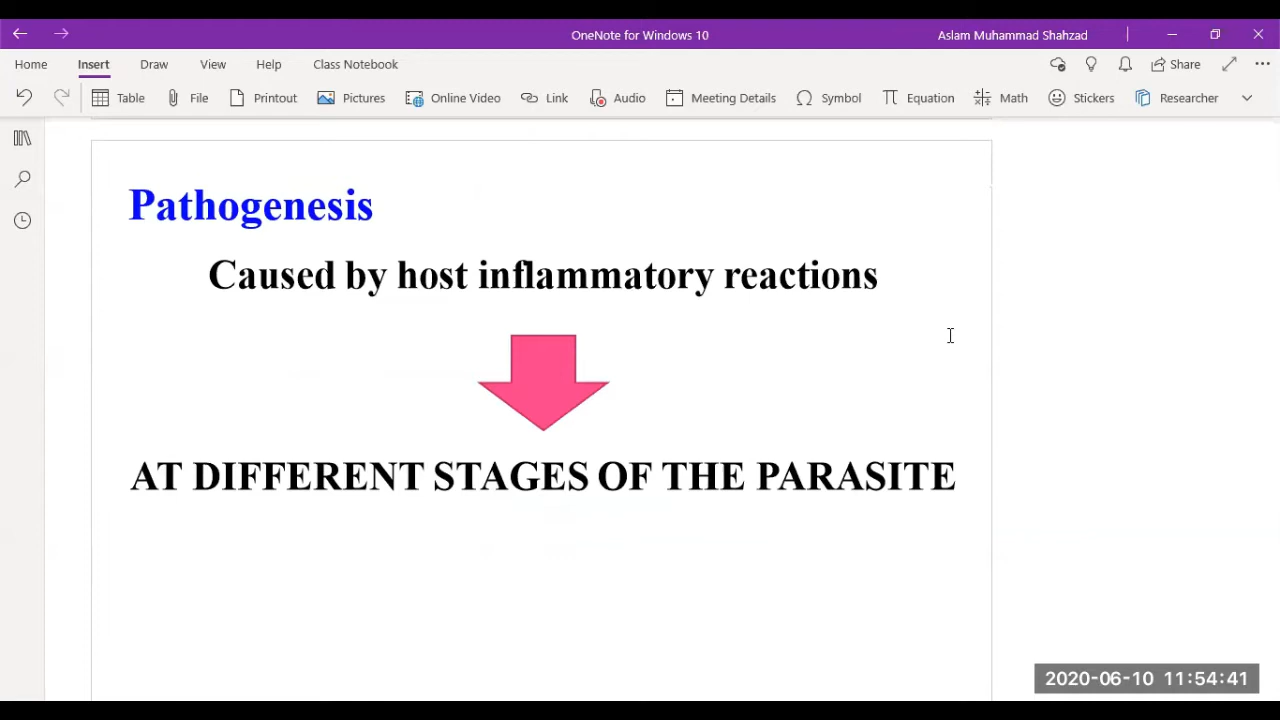 OneNote for Windows 10
Aslam Muhammad Shahzad
Home Insert Draw View Help Class Notebook Share
Table File Printout Pictures Online Video Link Audio Meeting Details Symbol Equation Math Stickers Researcher
Pathogenesis
Caused by host inflammatory reactions
AT DIFFERENT STAGES OF THE PARASITE
2020-06-10 11:54:41